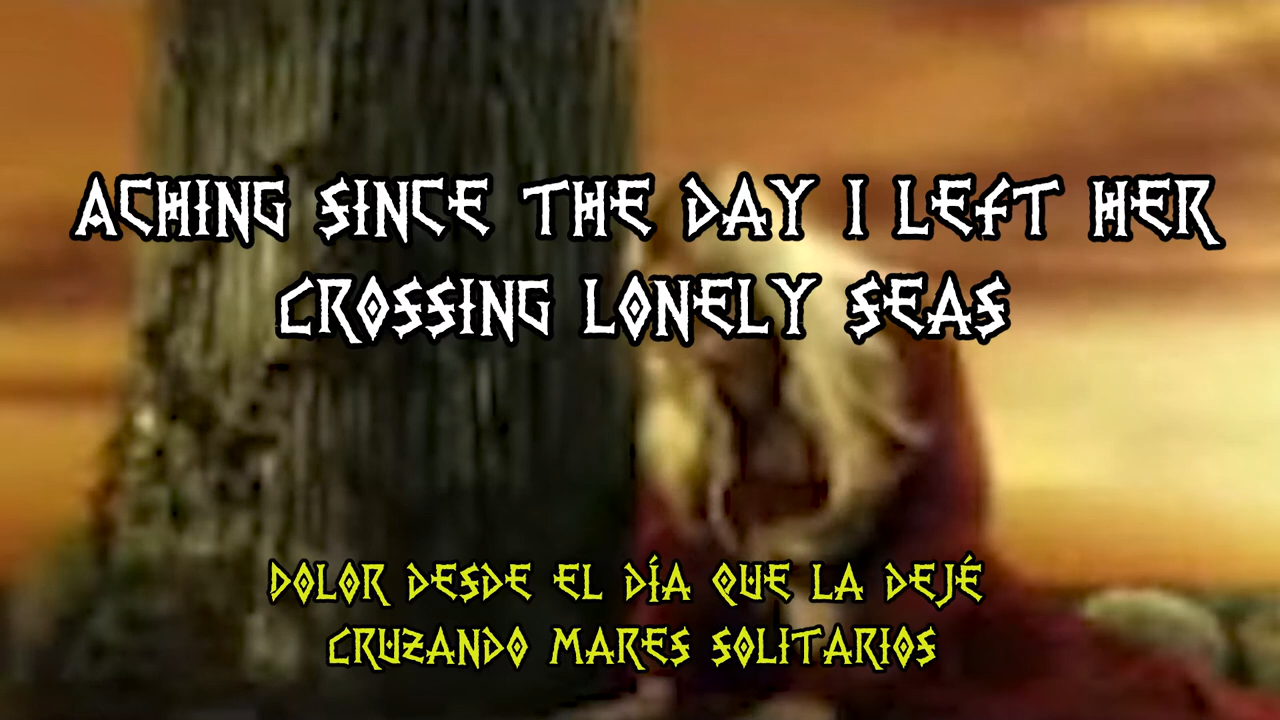 ACHING SINCE THE DAY I LEFT HER
CROSSING LONELY SEAS
DOLOR DESDE EL DÍA QUE LA DEJÉ
CRUZANDO MARES SOLITARIOS